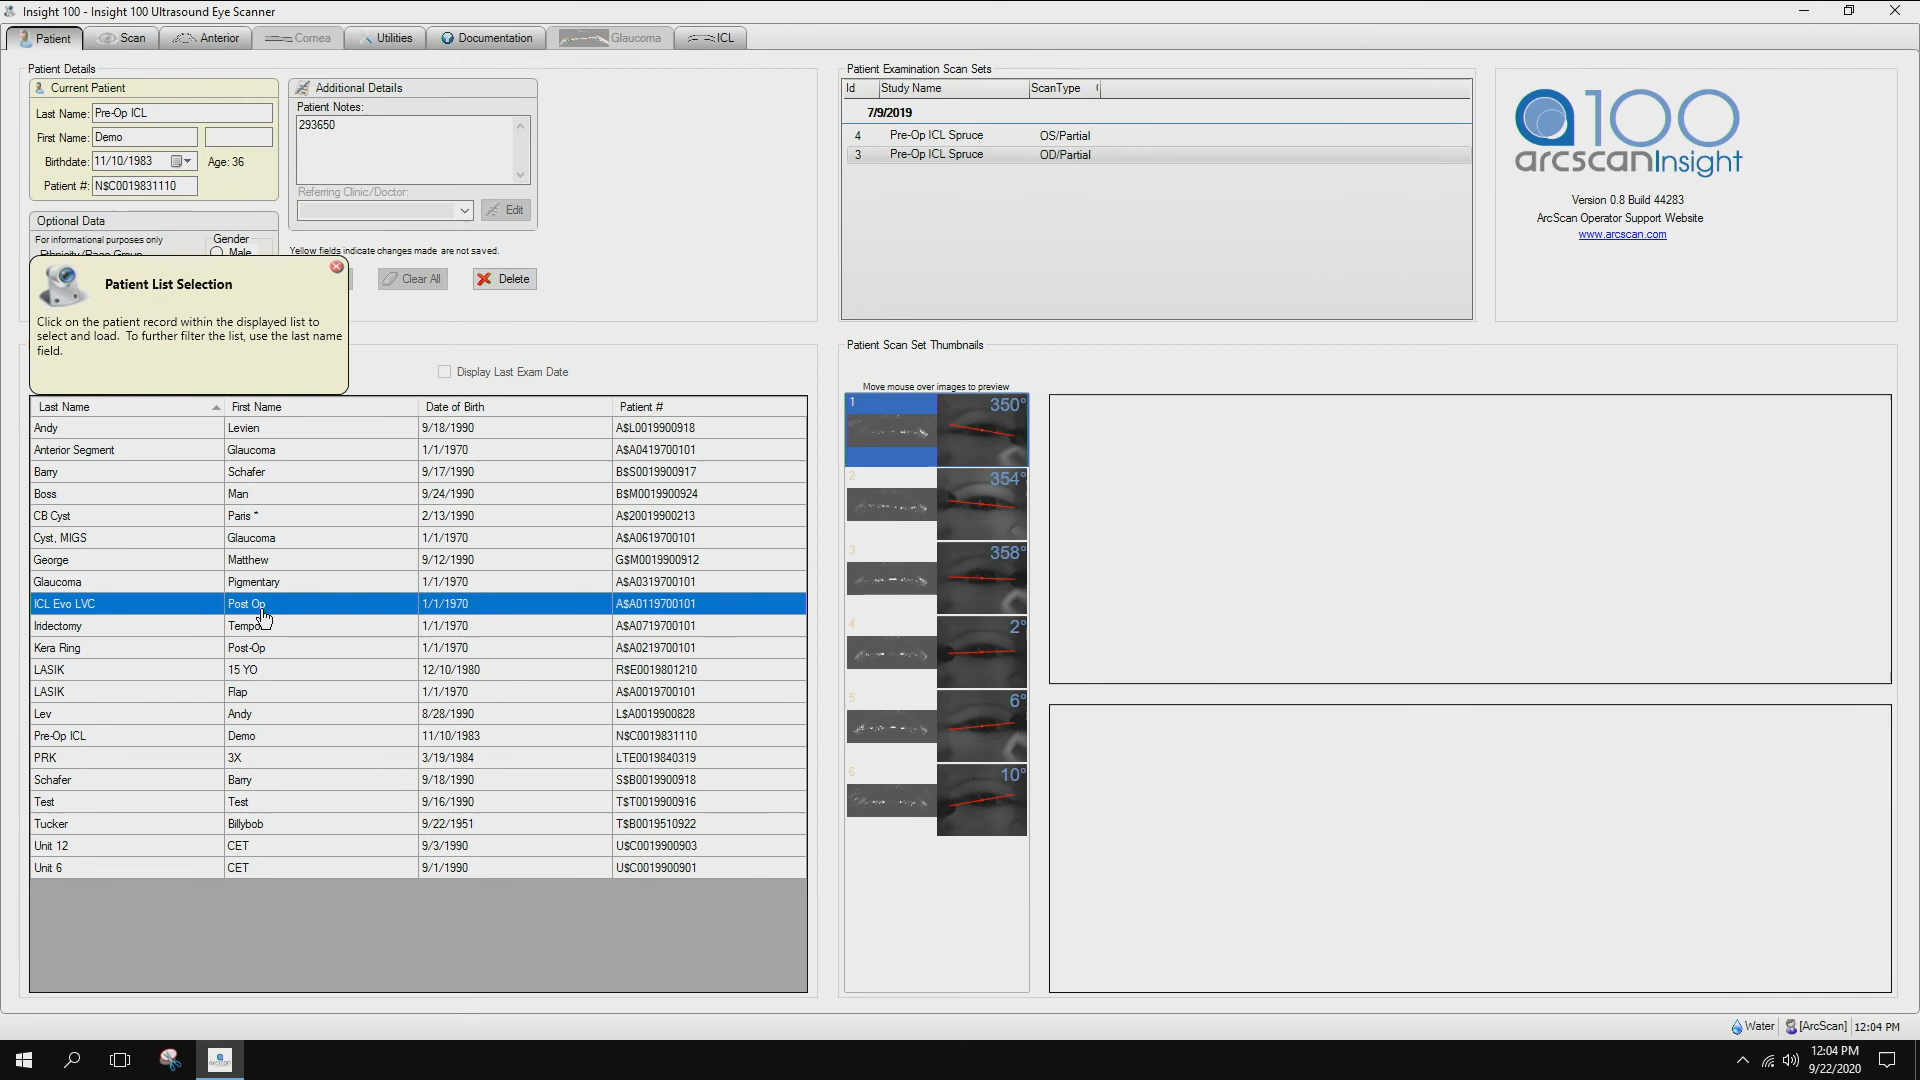 Insight 100 - Insight 100 Ultrasound Eye Scanner
Patient
Scan
Anterior
Cornea
Utilities
Documentation
Glaucoma
ICL
Patient Details
Current Patient
Last Name: Pre-Op ICL
First Name: Demo
Birthdate: 11/10/1983 Age: 36
Patient #: N$C0019831110
Optional Data
For informational purposes only
Gender
Ethnicity/Race Group
Male
Additional Details
Patient Notes:
293650
Referring Clinic/Doctor:
Edit
Yellow fields indicate changes made are not saved.
Clear All
Delete
Patient List Selection
Click on the patient record within the displayed list to
select and load. To further filter the list, use the last name
field.
Display Last Exam Date
Last Name First Name Date of Birth Patient #
Andy Levien 9/18/1990 A$L0019900918
Anterior Segment Glaucoma 1/1/1970 A$A0419700101
Barry Schafer 9/17/1990 B$S0019900917
Boss Man 9/24/1990 B$M0019900924
CB Cyst Paris * 2/13/1990 A$20019900213
Cyst, MIGS Glaucoma 1/1/1970 A$A0619700101
George Matthew 9/12/1990 G$M0019900912
Glaucoma Pigmentary 1/1/1970 A$A0319700101
ICL Evo LVC Post Op 1/1/1970 A$A0119700101
Iridectomy 1/1/1970 A$A0719700101
Kera Ring Post-Op 1/1/1970 A$A0219700101
LASIK 15 YO 12/10/1980 R$E0019801210
LASIK Flap 1/1/1970 A$A0019700101
Lev Andy 8/28/1990 L$A0019900828
Pre-Op ICL Demo 11/10/1983 N$C0019831110
PRK 3X 3/19/1984 LTE0019840319
Schafer Barry 9/18/1990 S$B0019900918
Test Test 9/16/1990 T$T0019900916
Tucker Billybob 9/22/1951 T$B0019510922
Unit 12 CET 9/3/1990 U$C0019900903
Unit 6 CET 9/1/1990 U$C0019900901
Patient Examination Scan Sets
Id Study Name ScanType
7/9/2019
4 Pre-Op ICL Spruce OS/Partial
3 Pre-Op ICL Spruce OD/Partial
a100
arcscanInsight
Version 0.8 Build 44283
ArcScan Operator Support Website
www.arcscan.com
Patient Scan Set Thumbnails
Move mouse over images to preview
1 350°
2 354°
3 358°
4 2°
5 6°
6 10°
Water [ArcScan] 12:04 PM
12:04 PM
9/22/2020